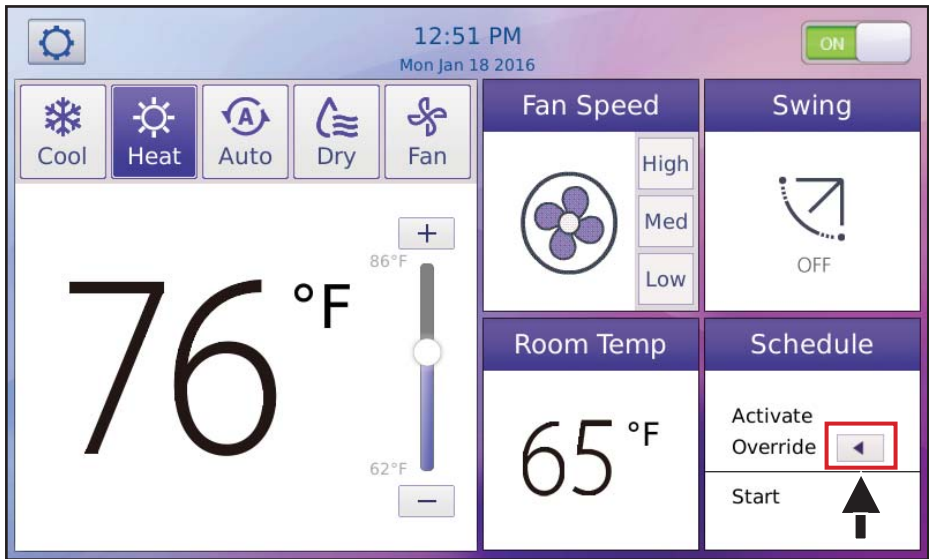 12:51 PM
Mon Jan 18 2016
ON
Cool
Heat
A
Auto
Dry
Fan
76 °F
+
86°F
62°F
−
Fan Speed
High
Med
Low
Swing
OFF
Room Temp
65 °F
Schedule
Activate
Override
Start